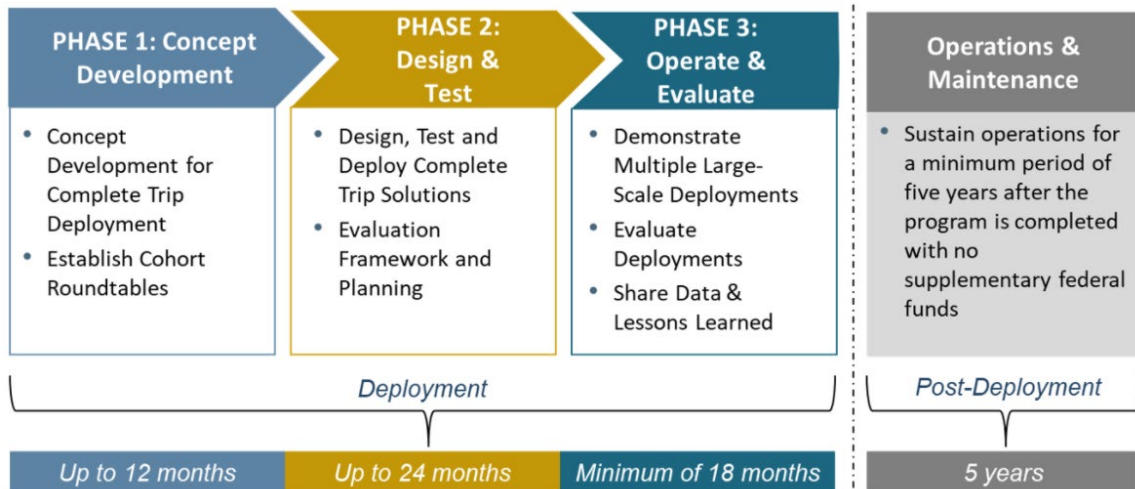 PHASE 1: Concept
Development
• Concept
Development for
Complete Trip
Deployment
• Establish Cohort
Roundtables
PHASE 2:
Design &
Test
• Design, Test and
Deploy Complete
Trip Solutions
• Evaluation
Framework and
Planning
PHASE 3:
Operate &
Evaluate
• Demonstrate
Multiple Large-
Scale Deployments
• Evaluate
Deployments
• Share Data &
Lessons Learned
Operations &
Maintenance
• Sustain operations for
a minimum period of
five years after the
program is completed
with no
supplementary federal
funds
Deployment
Post-Deployment
Up to 12 months
Up to 24 months
Minimum of 18 months
5 years